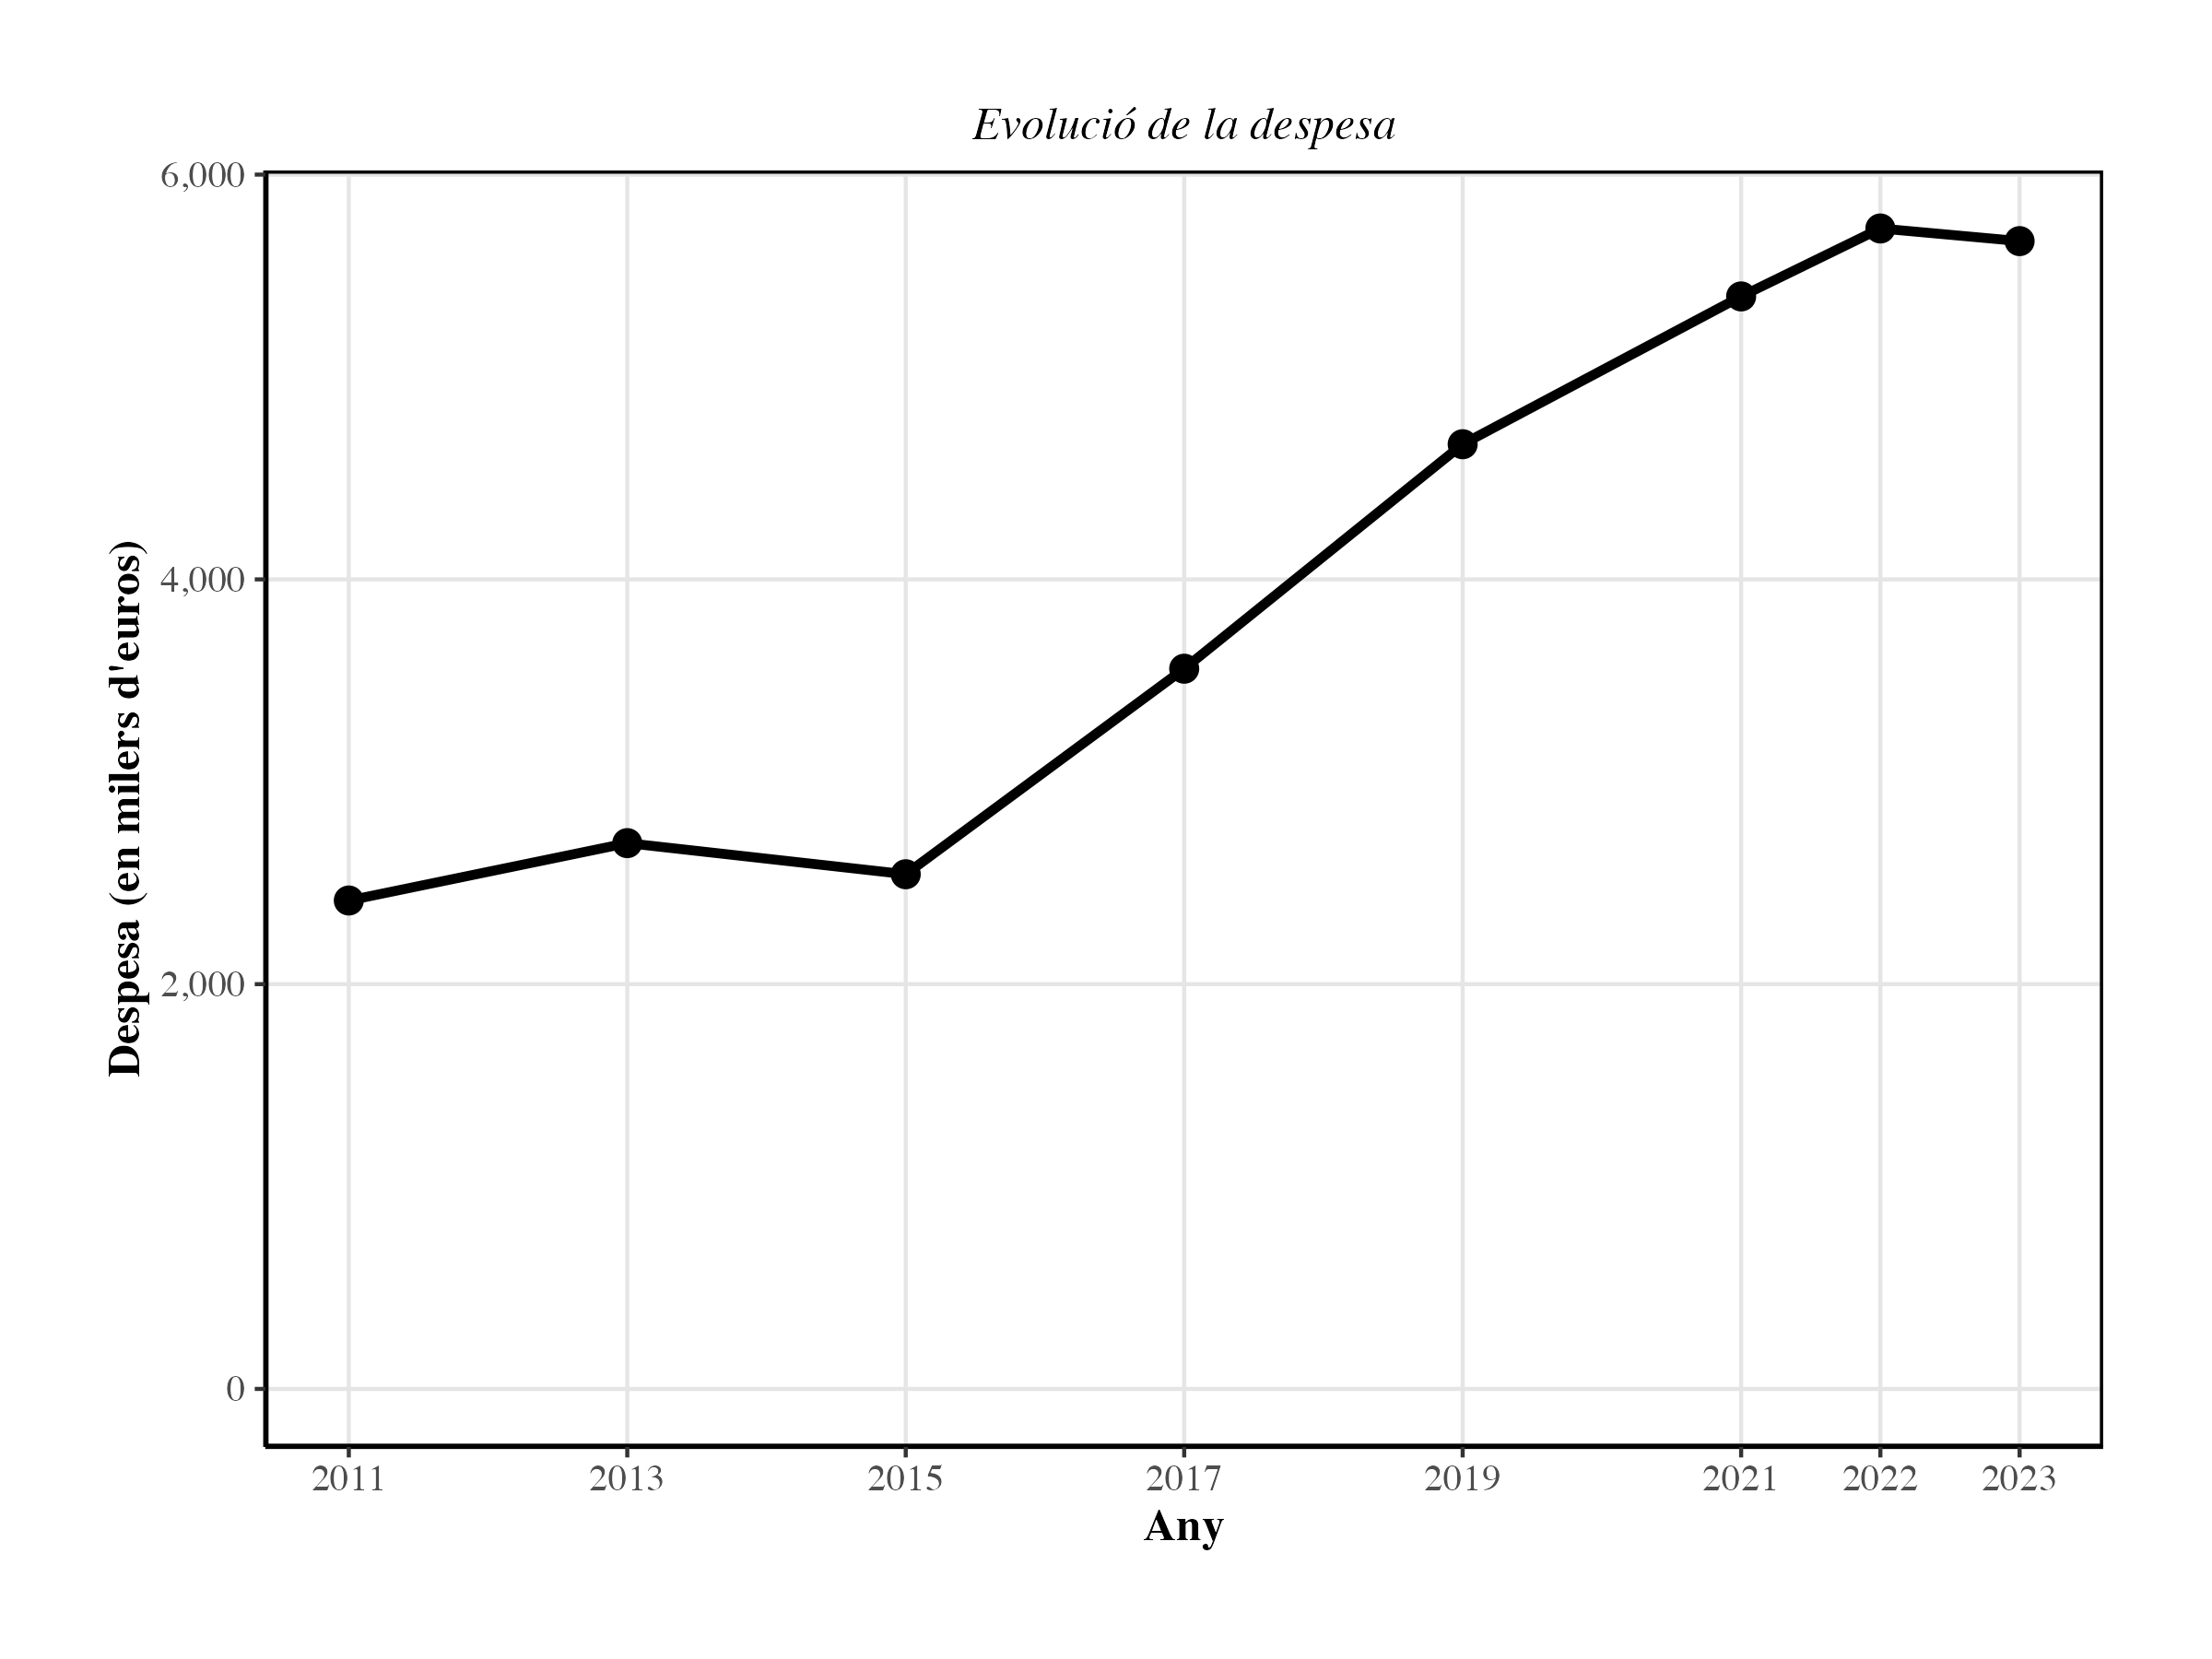 Evolució de la despesa
6,000
4,000
2,000
0
Despesa (en milers d'euros)
2011 2013 2015 2017 2019 2021 2022 2023
Any